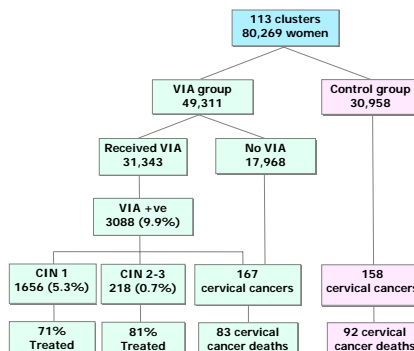 113 clusters
80,269 women
VIA group
49,311
Control group
30,958
Received VIA
31,343
No VIA
17,968
VIA +ve
3088 (9.9%)
CIN 1
1656 (5.3%)
CIN 2-3
218 (0.7%)
167
cervical cancers
158
cervical cancers
71%
Treated
81%
Treated
83 cervical
cancer deaths
92 cervical
cancer deaths